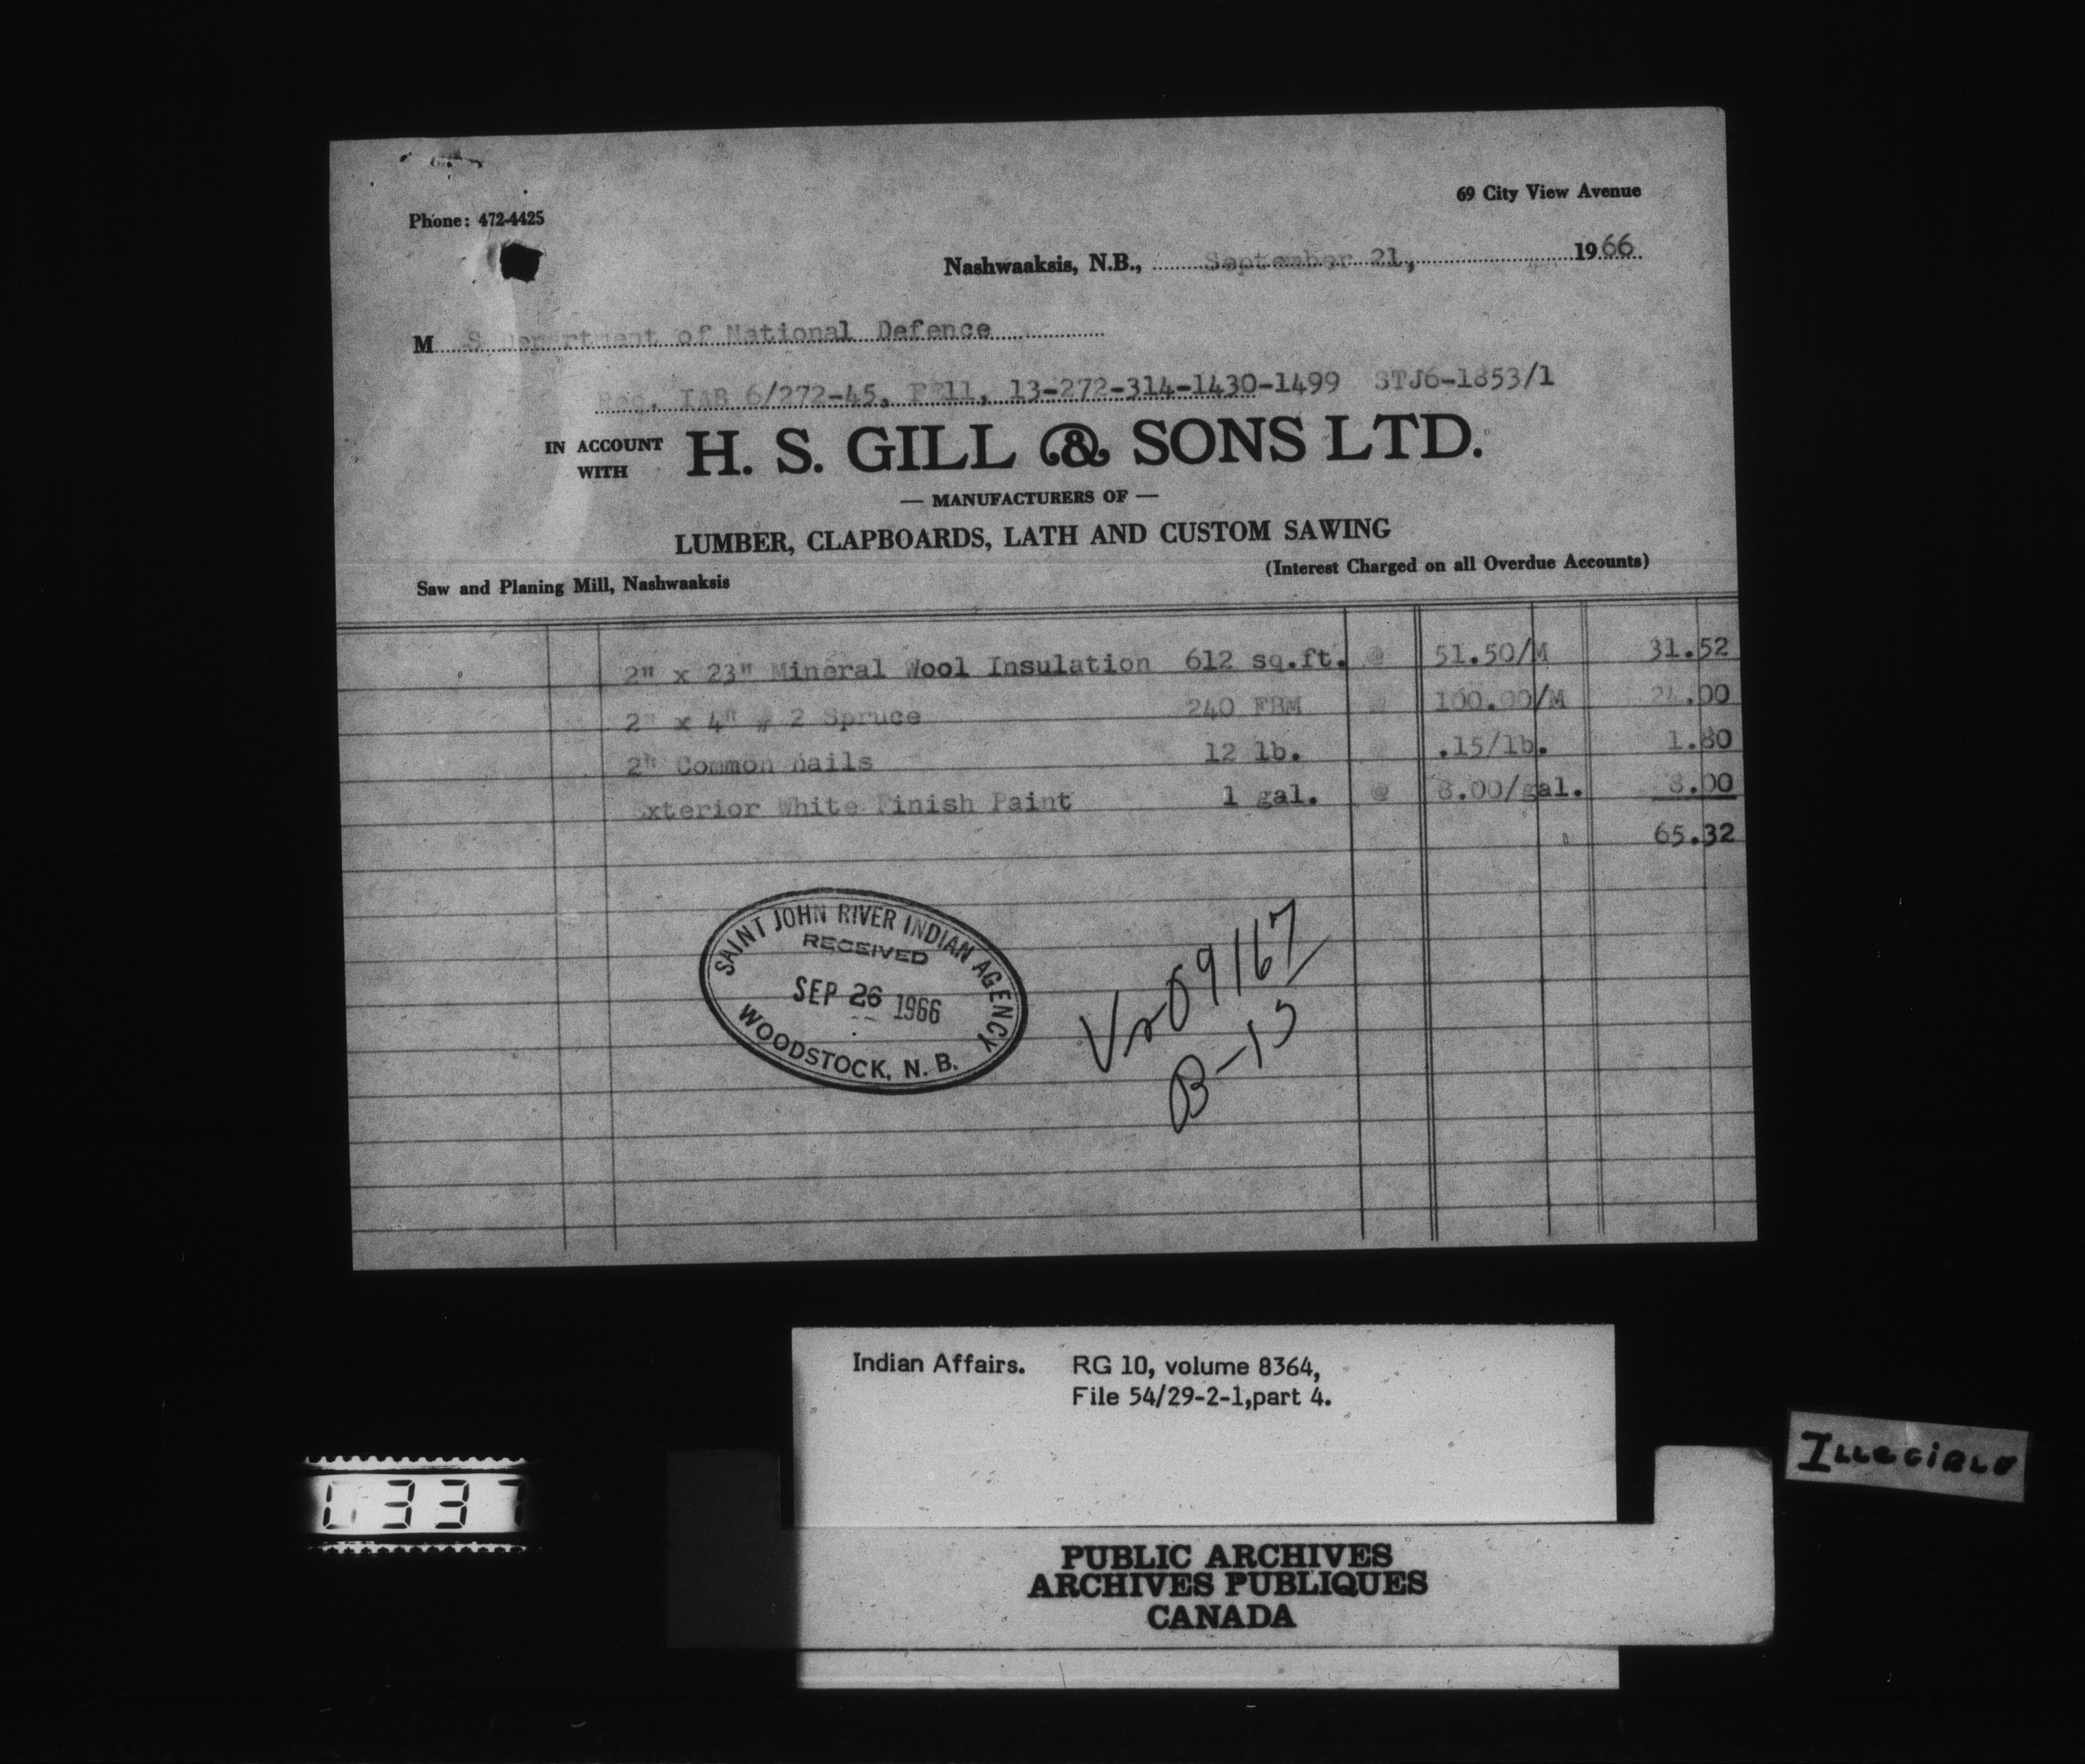 69 City View Avenue
Phone: 472-4425
Nashwaaksis, N.B., September 21, 1966
M S Department of National Defence
Req. IAB 6/272-45, F 11, 13-272-314-1430-1499 STJ6-1853/1
IN ACCOUNT WITH H. S. GILL & SONS LTD.
— MANUFACTURERS OF —
LUMBER, CLAPBOARDS, LATH AND CUSTOM SAWING
(Interest Charged on all Overdue Accounts)
Saw and Planing Mill, Nashwaaksis
2" x 23" Mineral Wool Insulation 612 sq.ft. @ 51.50/M 31.52
2" x 4" # 2 Spruce 240 FBM @ 100.00/M 24.00
2" Common nails 12 lb. @ .15/lb. 1.80
Exterior White Finish Paint 1 gal. @ 8.00/gal. 8.00
65.32
SAINT JOHN RIVER INDIAN AGENCY
RECEIVED
SEP 26 1966
WOODSTOCK, N. B.
09167
B-15
Indian Affairs. RG 10, volume 8364,
File 54/29-2-1,part 4.
337
ILLEGIBLE
PUBLIC ARCHIVES
ARCHIVES PUBLIQUES
CANADA